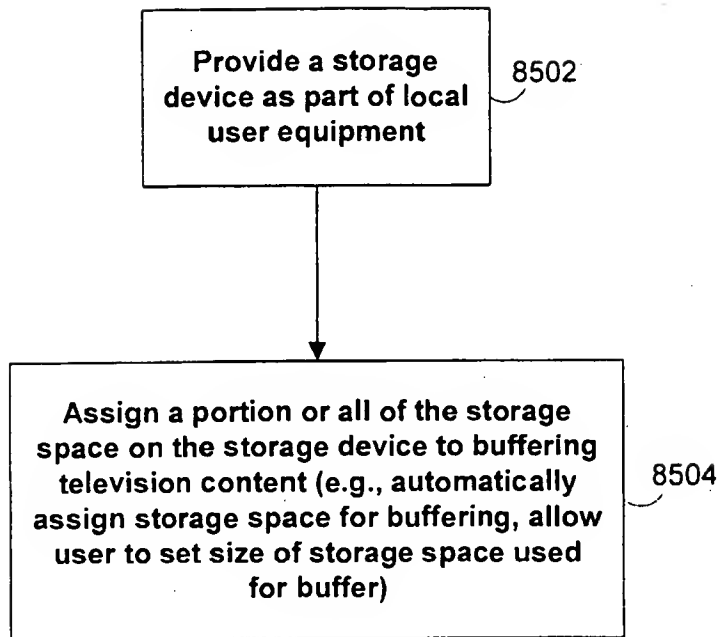 Provide a storage
device as part of local
user equipment
8502
Assign a portion or all of the storage
space on the storage device to buffering
television content (e.g., automatically
assign storage space for buffering, allow
user to set size of storage space used
for buffer)
8504